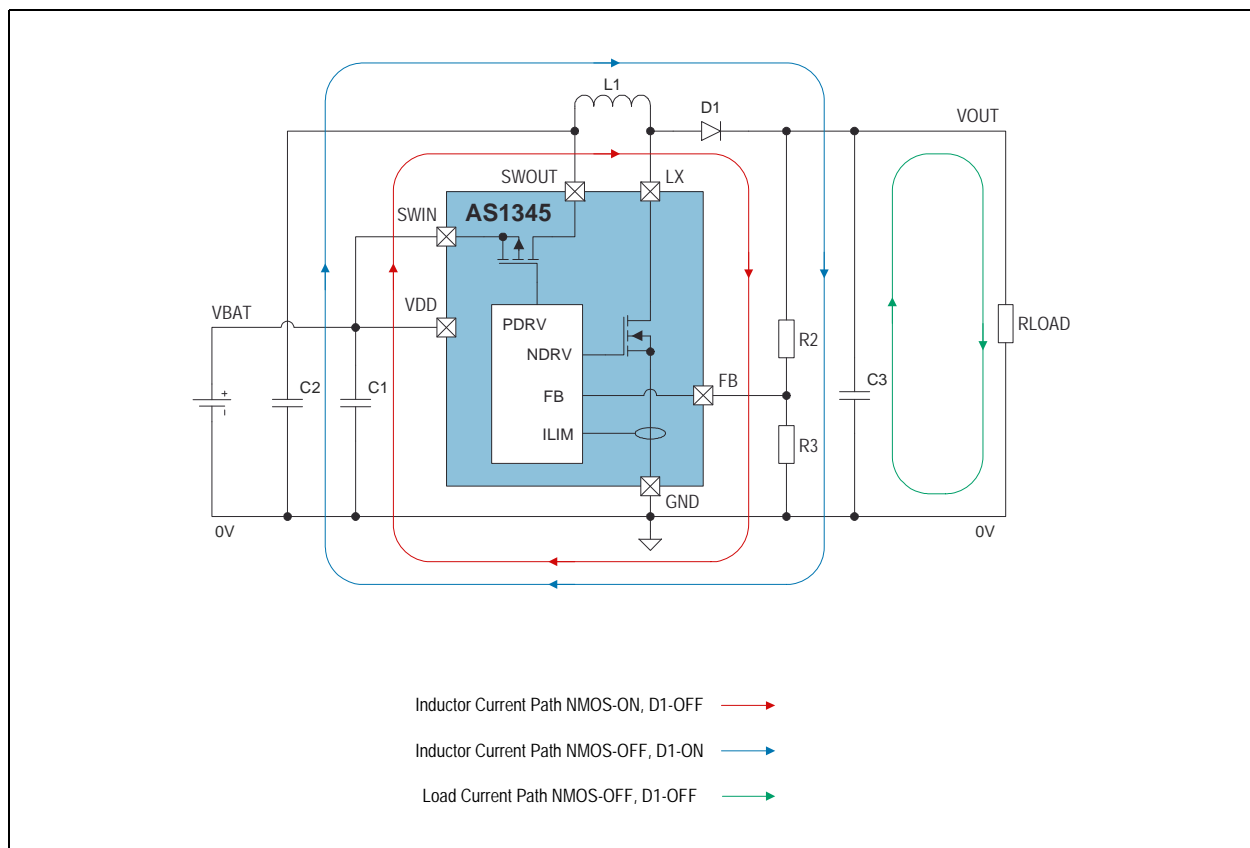 L1
D1
VOUT
SWOUT
LX
AS1345
SWIN
VDD
VBAT
PDRV
NDRV
R2
RLOAD
+
-
C2
C1
FB
FB
C3
ILIM
R3
GND
0V
0V
Inductor Current Path NMOS-ON, D1-OFF
Inductor Current Path NMOS-OFF, D1-ON
Load Current Path NMOS-OFF, D1-OFF